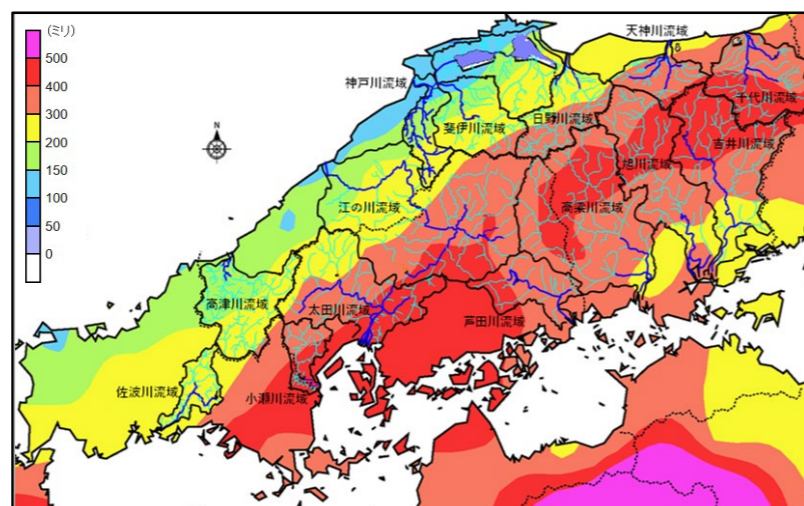 (ミリ)
500
400
300
200
150
100
50
0
N
天神川流域
千代川流域
神戸川流域
日野川流域
斐伊川流域
吉井川流域
旭川流域
高梁川流域
江の川流域
高津川流域
太田川流域
芦田川流域
佐波川流域
小瀬川流域